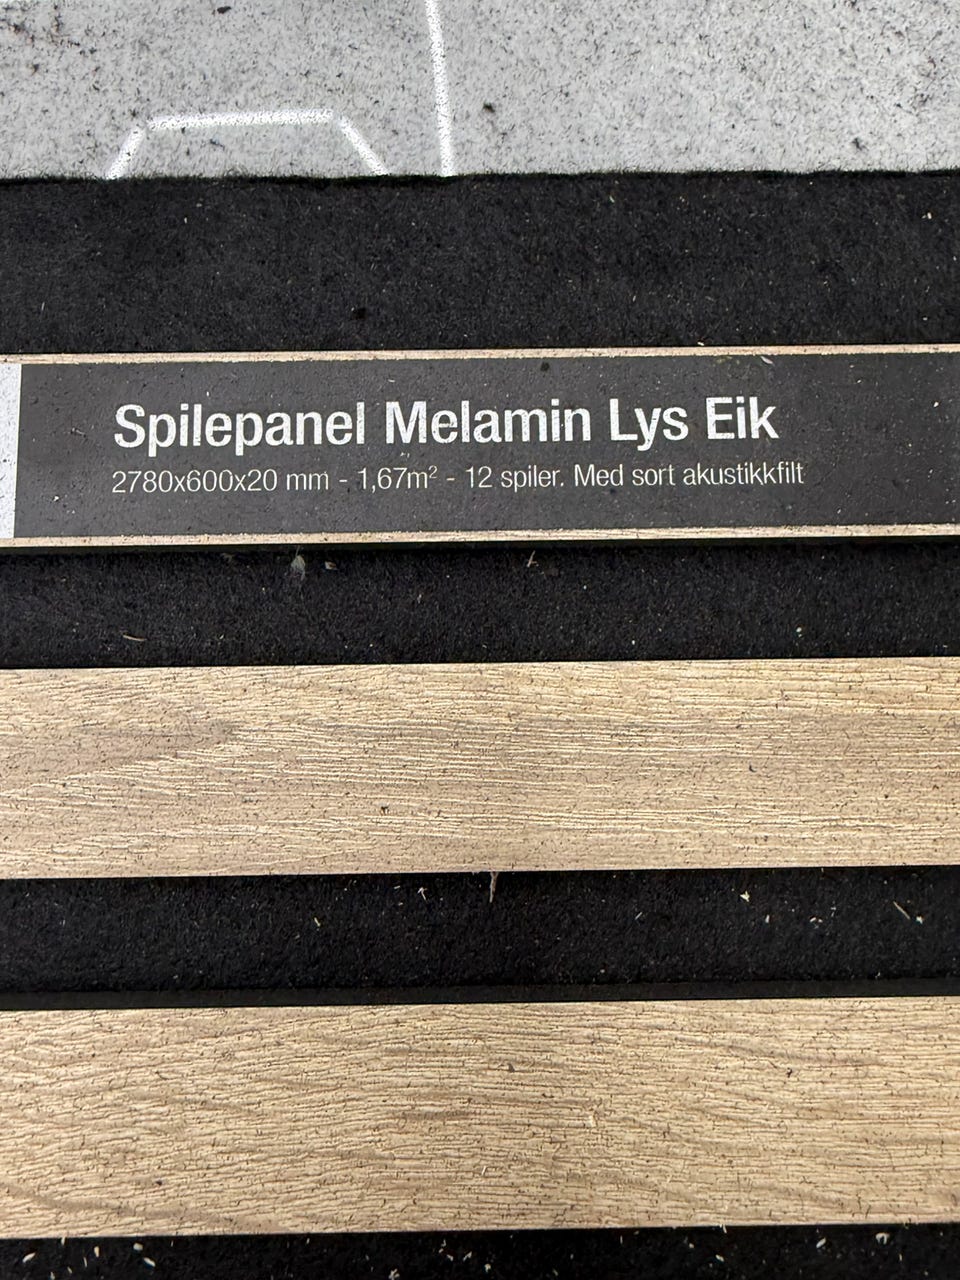 Spilepanel Melamin Lys Eik
2780x600x20 mm - 1,67m² - 12 spiler. Med sort akustikkfilt